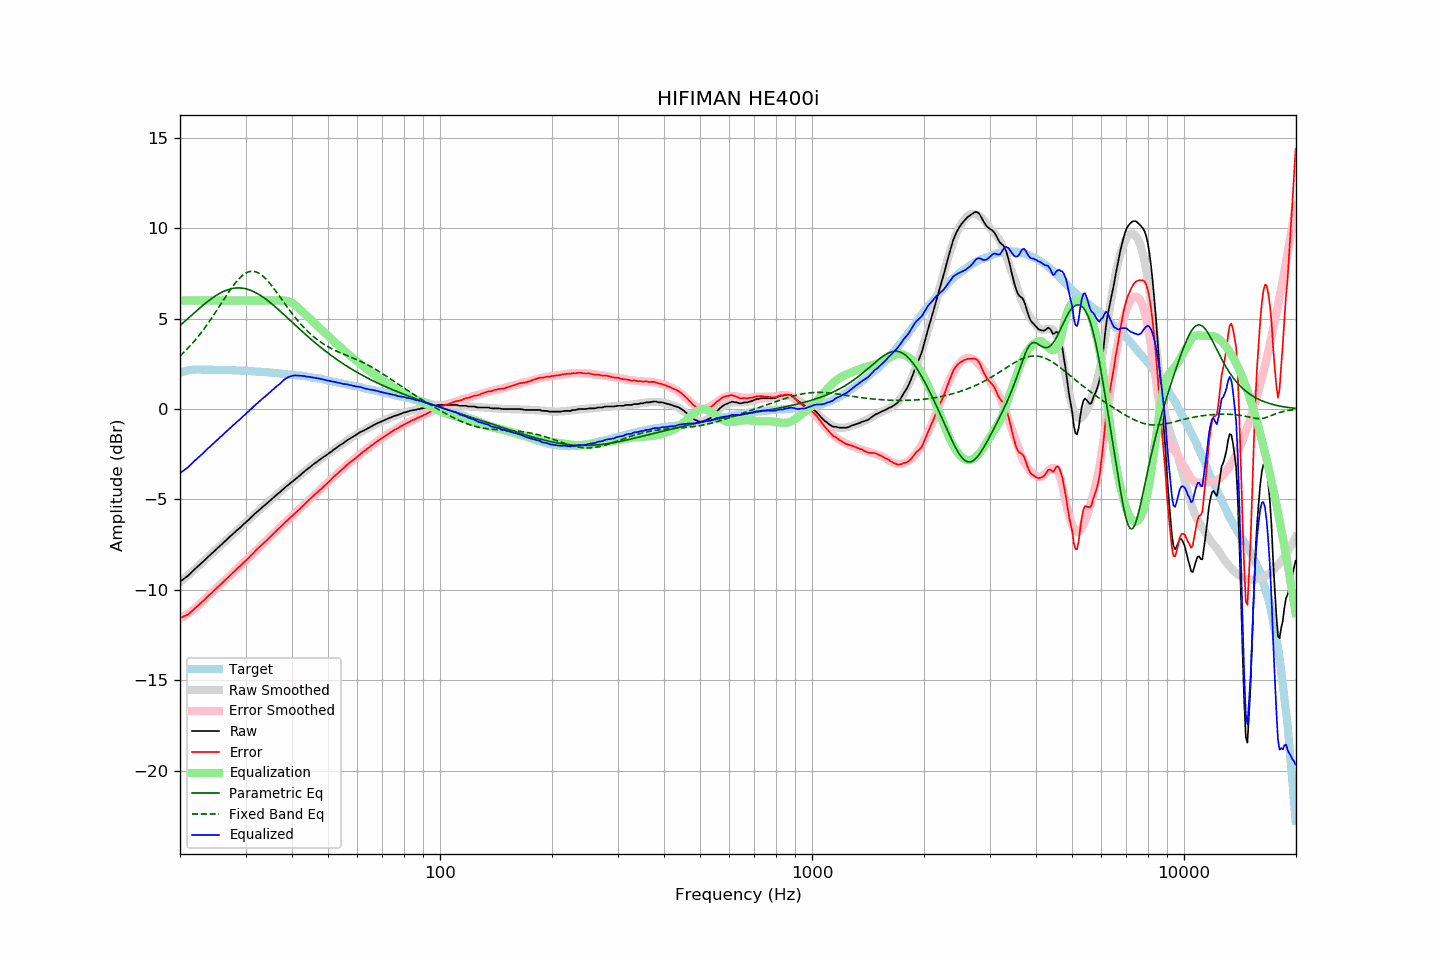 HIFIMAN HE400i
Amplitude (dBr)
15
10
5
0
−5
−10
−15
−20
Target
Raw Smoothed
Error Smoothed
Raw
Error
Equalization
Parametric Eq
Fixed Band Eq
Equalized
100
1000
10000
Frequency (Hz)